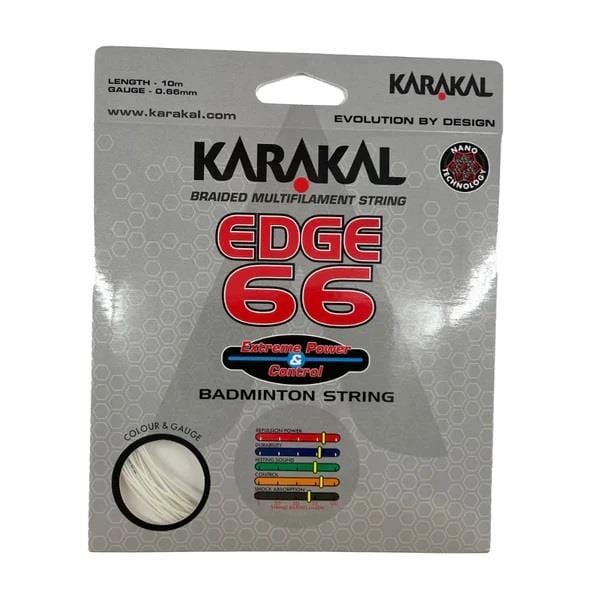 LENGTH - 10m
GAUGE - 0.66mm
www.karakal.com
KARAKAL
EVOLUTION BY DESIGN
NANO TECHNOLOGY
KARAKAL
BRAIDED MULTIFILAMENT STRING
EDGE
66
Extreme Power
&
Control
BADMINTON STRING
COLOUR & GAUGE
REPULSION POWER
DURABILITY
HITTING SOUND
CONTROL
SHOCK ABSORPTION